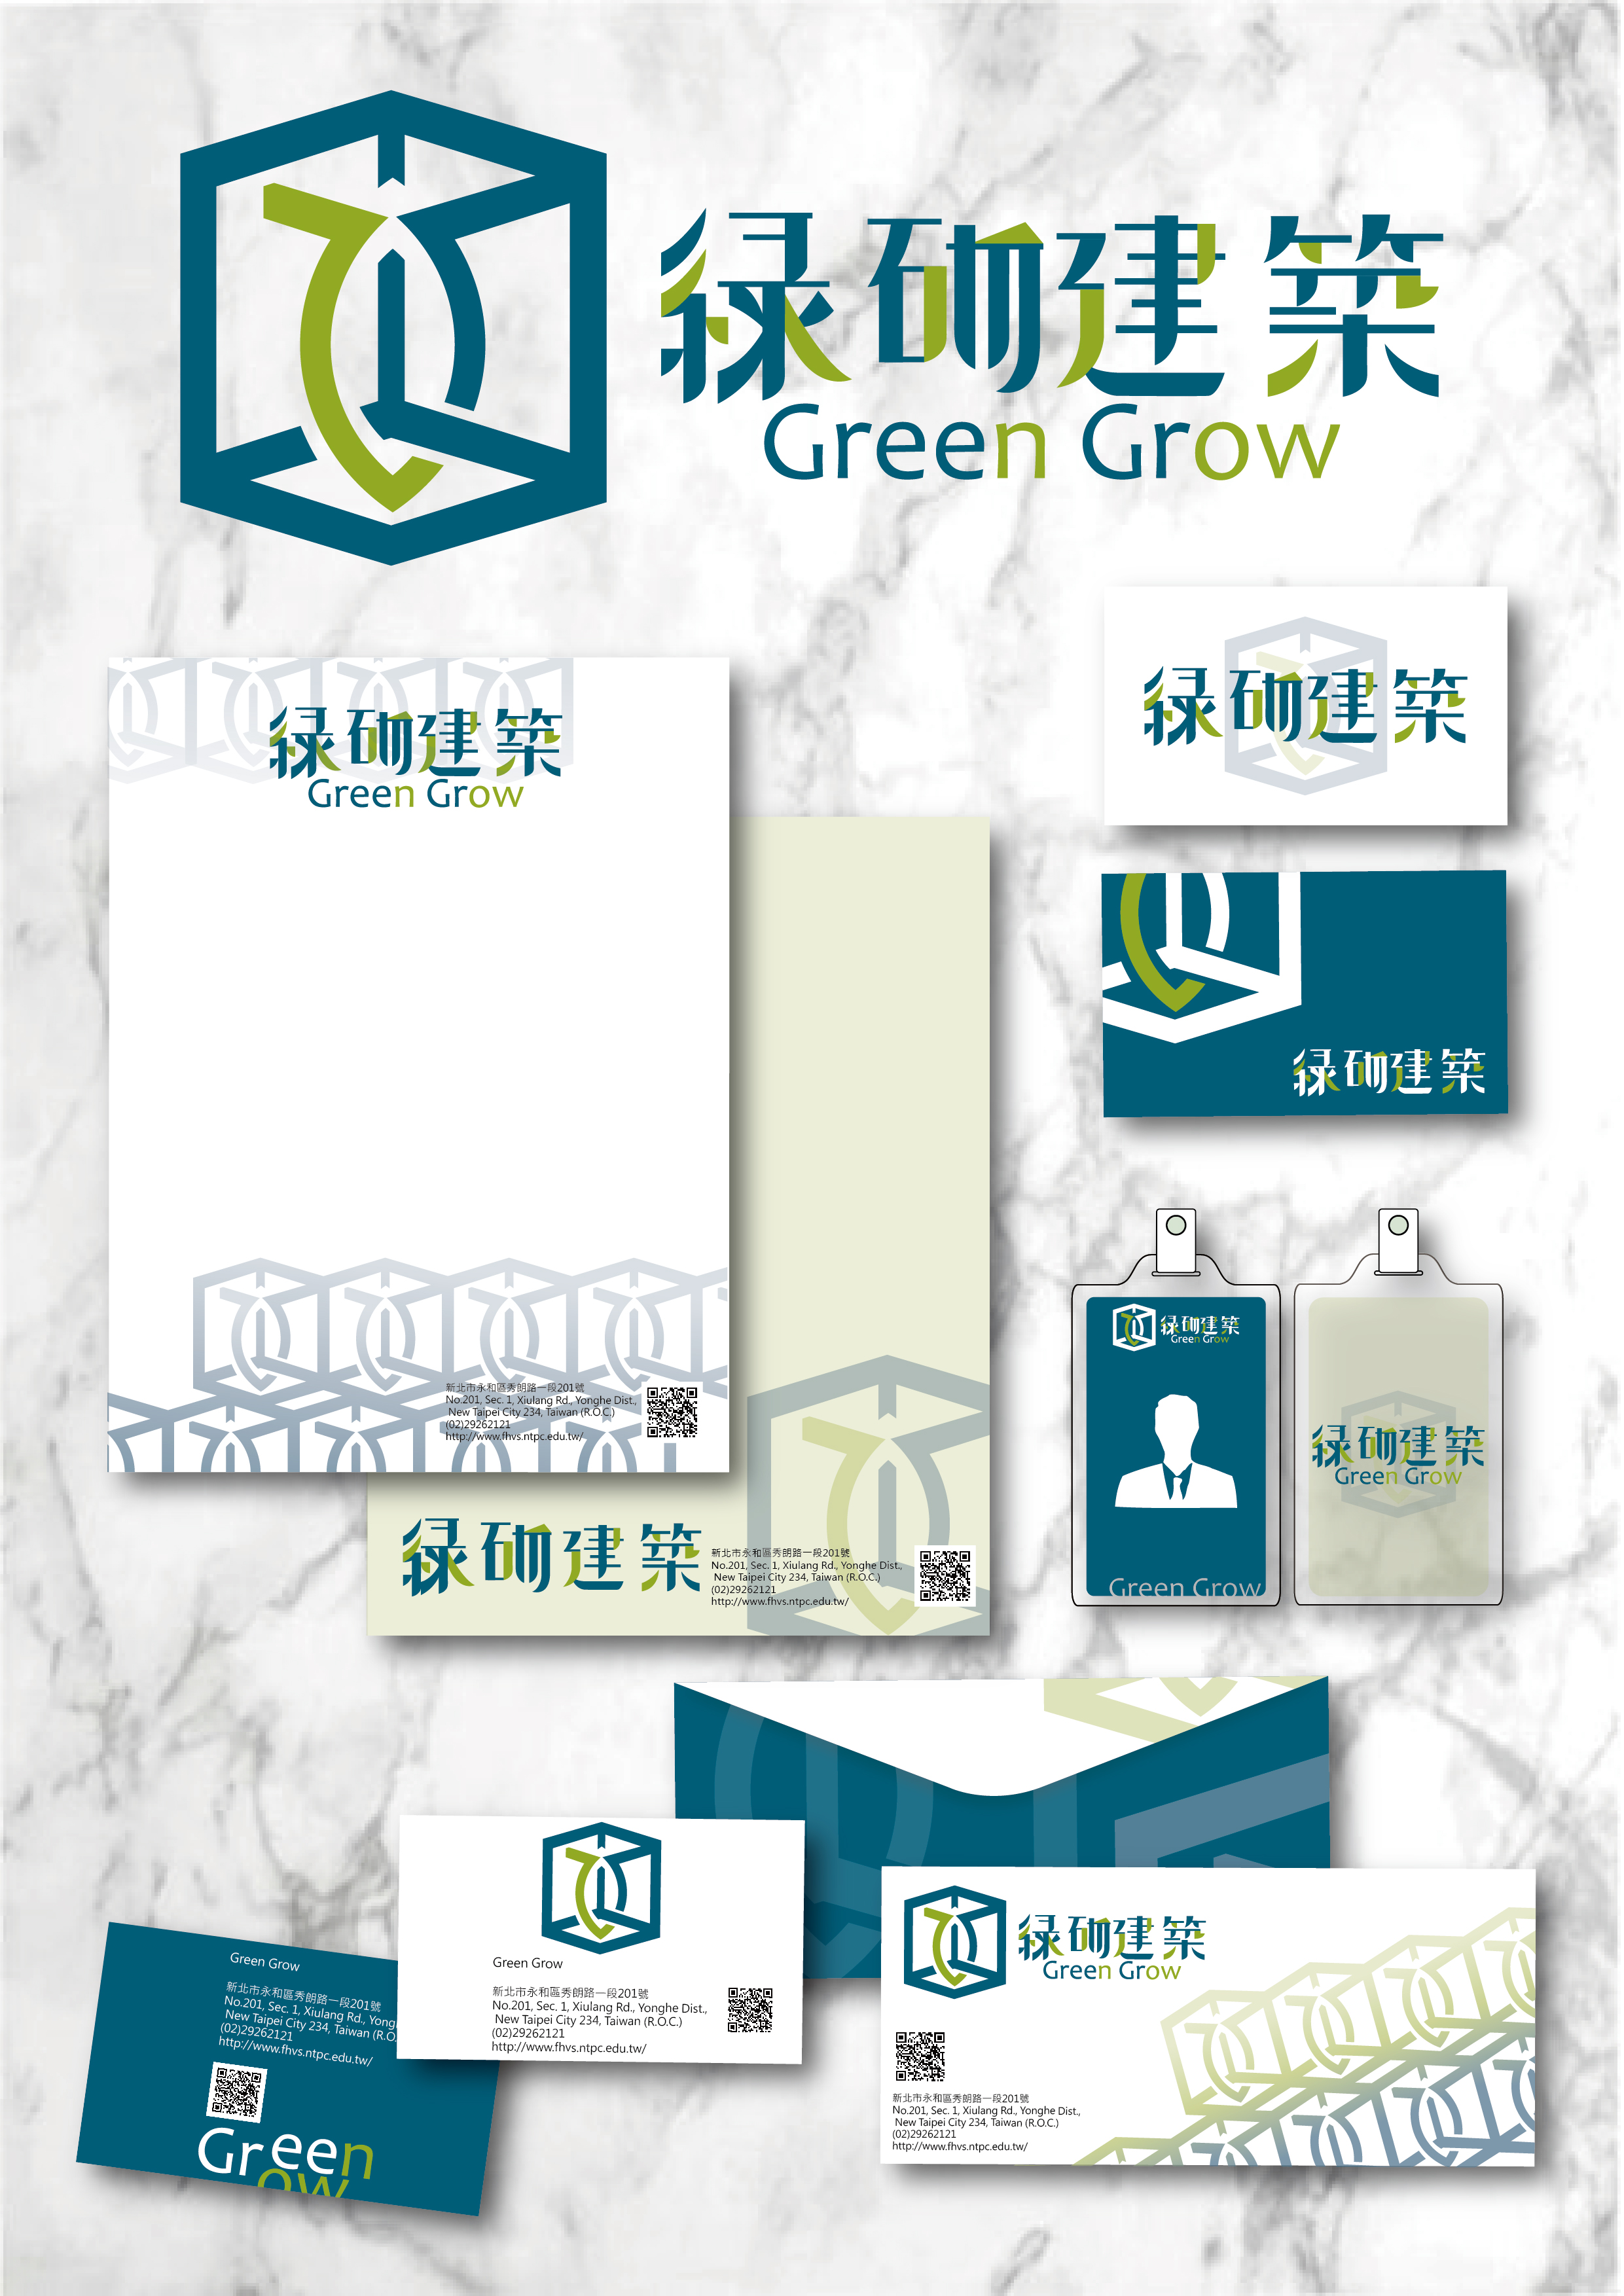 綠砌建築
Green Grow
綠砌建築
綠砌建築
Green Grow
綠砌建築
新北市永和區秀朗路一段201號
No.201, Sec. 1, Xiulang Rd., Yonghe Dist.,
New Taipei City 234, Taiwan (R.O.C.)
(02)29262121
http://www.fhvs.ntpc.edu.tw/
綠砌建築
新北市永和區秀朗路一段201號
No.201, Sec. 1, Xiulang Rd., Yonghe Dist.,
New Taipei City 234, Taiwan (R.O.C.)
(02)29262121
http://www.fhvs.ntpc.edu.tw/
綠砌建築
Green Grow
Green Grow
綠砌建築
Green Grow
Green Grow
新北市永和區秀朗路一段201號
No.201, Sec. 1, Xiulang Rd., Yonghe Dist.,
New Taipei City 234, Taiwan (R.O.C.)
(02)29262121
http://www.fhvs.ntpc.edu.tw/
綠砌建築
Green Grow
新北市永和區秀朗路一段201號
No.201, Sec. 1, Xiulang Rd., Yonghe Dist.,
New Taipei City 234, Taiwan (R.O.C.)
(02)29262121
http://www.fhvs.ntpc.edu.tw/
Green Grow
新北市永和區秀朗路一段201號
No.201, Sec. 1, Xiulang Rd., Yong
New Taipei City 234, Taiwan (R.O.
(02)29262121
http://www.fhvs.ntpc.edu.tw/
Green
ow